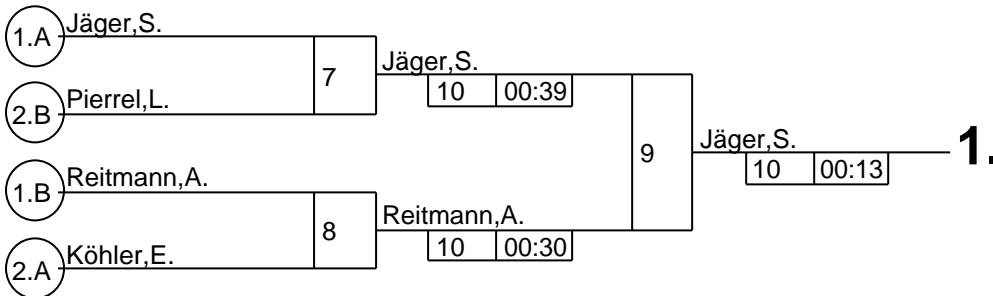 1.A Jäger,S.
7
Jäger,S.
10 00:39
2.B Pierrel,L.
9
Jäger,S.
10 00:13
1.
1.B Reitmann,A.
8
Reitmann,A.
10 00:30
2.A Köhler,E.